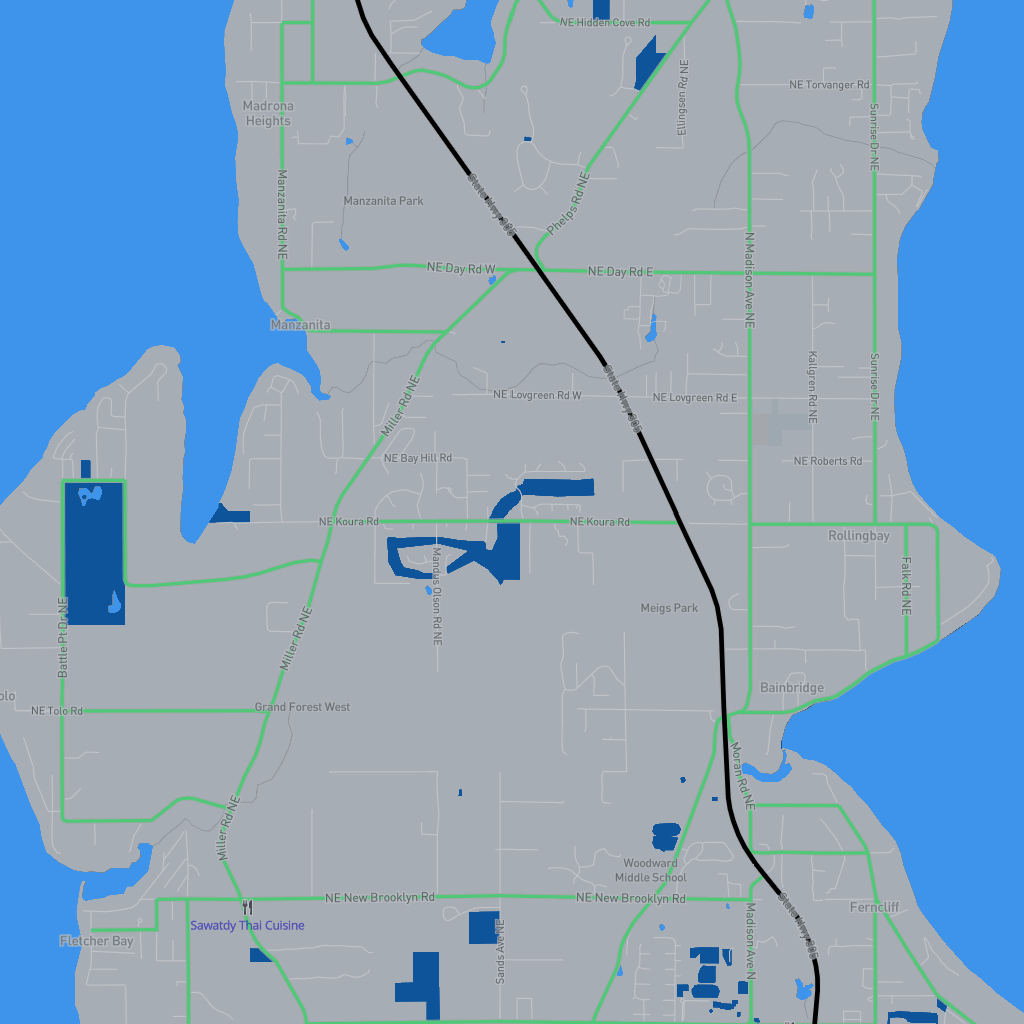 NE Hidden Cove Rd
Ellingsen Rd NE
NE Torvanger Rd
Madrona
Heights
Sunrise Dr NE
Manzanita Rd NE
State Hwy 305
Manzanita Park
Phelps Rd NE
N Madison Ave NE
NE Day Rd W
NE Day Rd E
Manzanita
Miller Rd NE
State Hwy 305
Kallgren Rd NE
Sunrise Dr NE
NE Lovgreen Rd W
NE Lovgreen Rd E
NE Bay Hill Rd
NE Roberts Rd
NE Koura Rd
NE Koura Rd
Rollingbay
Mandus Olson Rd NE
Falk Rd NE
Battle Pt Dr NE
Miller Rd NE
Meigs Park
Bainbridge
olo
NE Tolo Rd
Grand Forest West
Moran Rd NE
Miller Rd NE
Woodward
Middle School
NE New Brooklyn Rd
NE New Brooklyn Rd
Ferncliff
Sawatdy Thai Cuisine
Fletcher Bay
Sands Ave NE
Madison Ave N
State Hwy 305